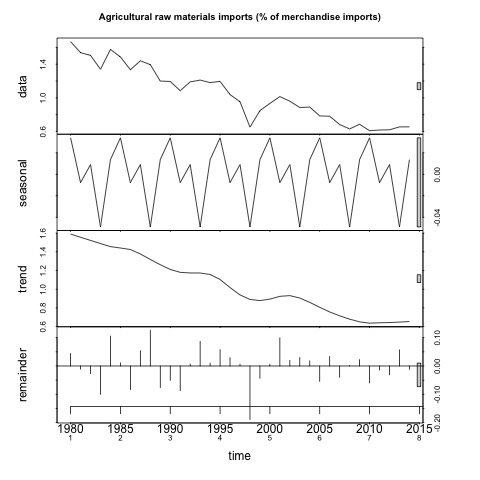 Agricultural raw materials imports (% of merchandise imports)
data
0.6 1.0 1.4
seasonal
-0.04 0.00
trend
0.6 0.8 1.0 1.2 1.4 1.6
remainder
-0.20 -0.10 0.00 0.10
1980 1985 1990 1995 2000 2005 2010 2015
1 2 3 4 5 6 7 8
time